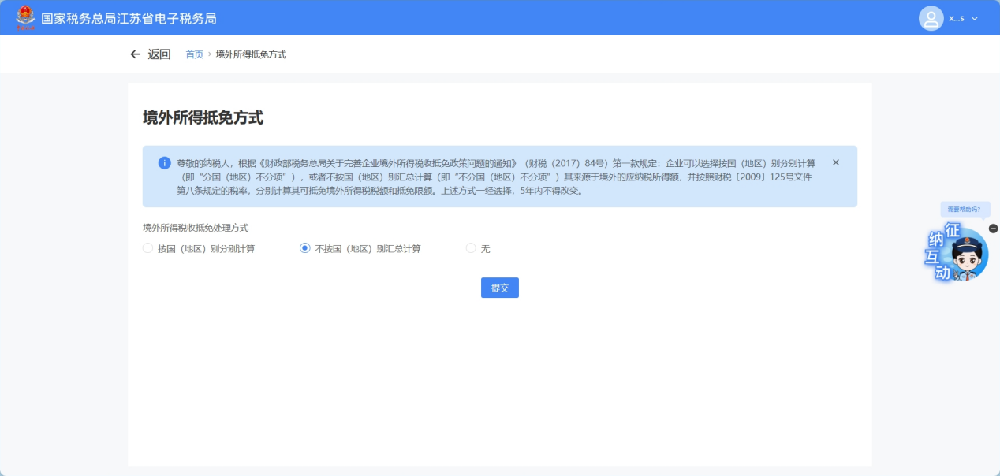 国家税务总局江苏省电子税务局
x...s
返回 首页 > 境外所得抵免方式
境外所得抵免方式
尊敬的纳税人，根据《财政部税务总局关于完善企业境外所得税收抵免政策问题的通知》（财税（2017）84号）第一款规定：企业可以选择按国（地区）别分别计算
（即“分国（地区）不分项”），或者不按国（地区）别汇总计算（即“不分国（地区）不分项”）其来源于境外的应纳税所得额，并按照财税〔2009〕125号文件
第八条规定的税率，分别计算其可抵免境外所得税税额和抵免限额。上述方式一经选择，5年内不得改变。
境外所得税收抵免处理方式
按国（地区）别分别计算 不按国（地区）别汇总计算 无
提交
需要帮助吗?
征纳互动